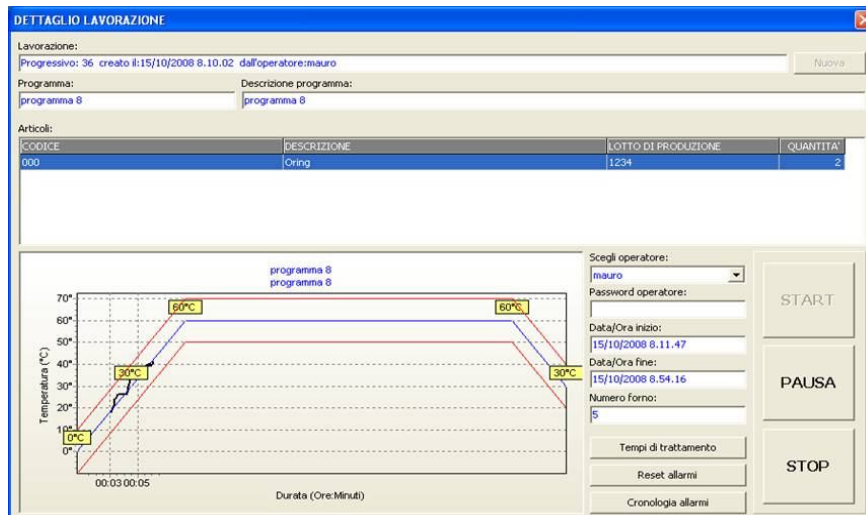 DETTAGLIO LAVORAZIONE
Lavorazione:
Progressivo: 36 creato il:15/10/2008 8.10.02 dall'operatore:mauro
Nuova
Programma:
Descrizione programma:
programma 8
programma 8
Articoli:
CODICE DESCRIZIONE LOTTO DI PRODUZIONE QUANTITA'
000 Oring 1234 2
programma 8
programma 8
Temperatura (°C)
70°
60°
50°
40°
30°
20°
10°
0°
60°C
60°C
30°C
30°C
0°C
00:03 00:05
Durata (Ore:Minuti)
Scegli operatore:
mauro
Password operatore:
Data/Ora inizio:
15/10/2008 8.11.47
Data/Ora fine:
15/10/2008 8.54.16
Numero forno:
5
Tempi di trattamento
Reset allarmi
Cronologia allarmi
START
PAUSA
STOP